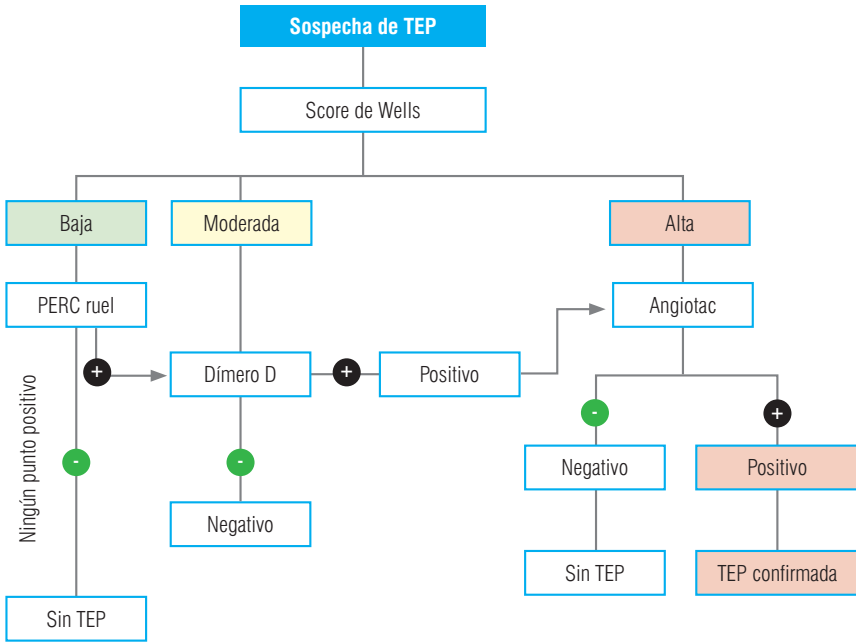 Sospecha de TEP
Score de Wells
Baja
Moderada
Alta
PERC ruel
Angiotac
+
Dímero D
+
Positivo
Ningún punto positivo
-
-
-
+
Negativo
Negativo
Positivo
Sin TEP
Sin TEP
TEP confirmada